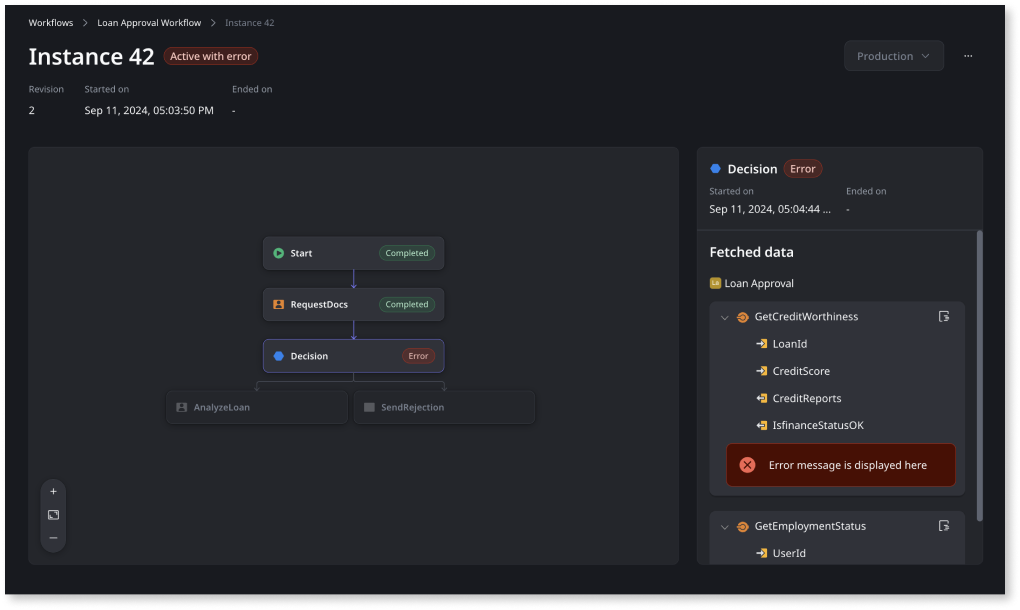 Workflows > Loan Approval Workflow > Instance 42
Instance 42 Active with error
Production
Revision Started on Ended on
2 Sep 11, 2024, 05:03:50 PM -
Start Completed
RequestDocs Completed
Decision Error
AnalyzeLoan SendRejection
Decision Error
Started on Ended on
Sep 11, 2024, 05:04:44 ... -
Fetched data
La Loan Approval
GetCreditWorthiness
LoanId
CreditScore
CreditReports
IsfinanceStatusOK
Error message is displayed here
GetEmploymentStatus
UserId